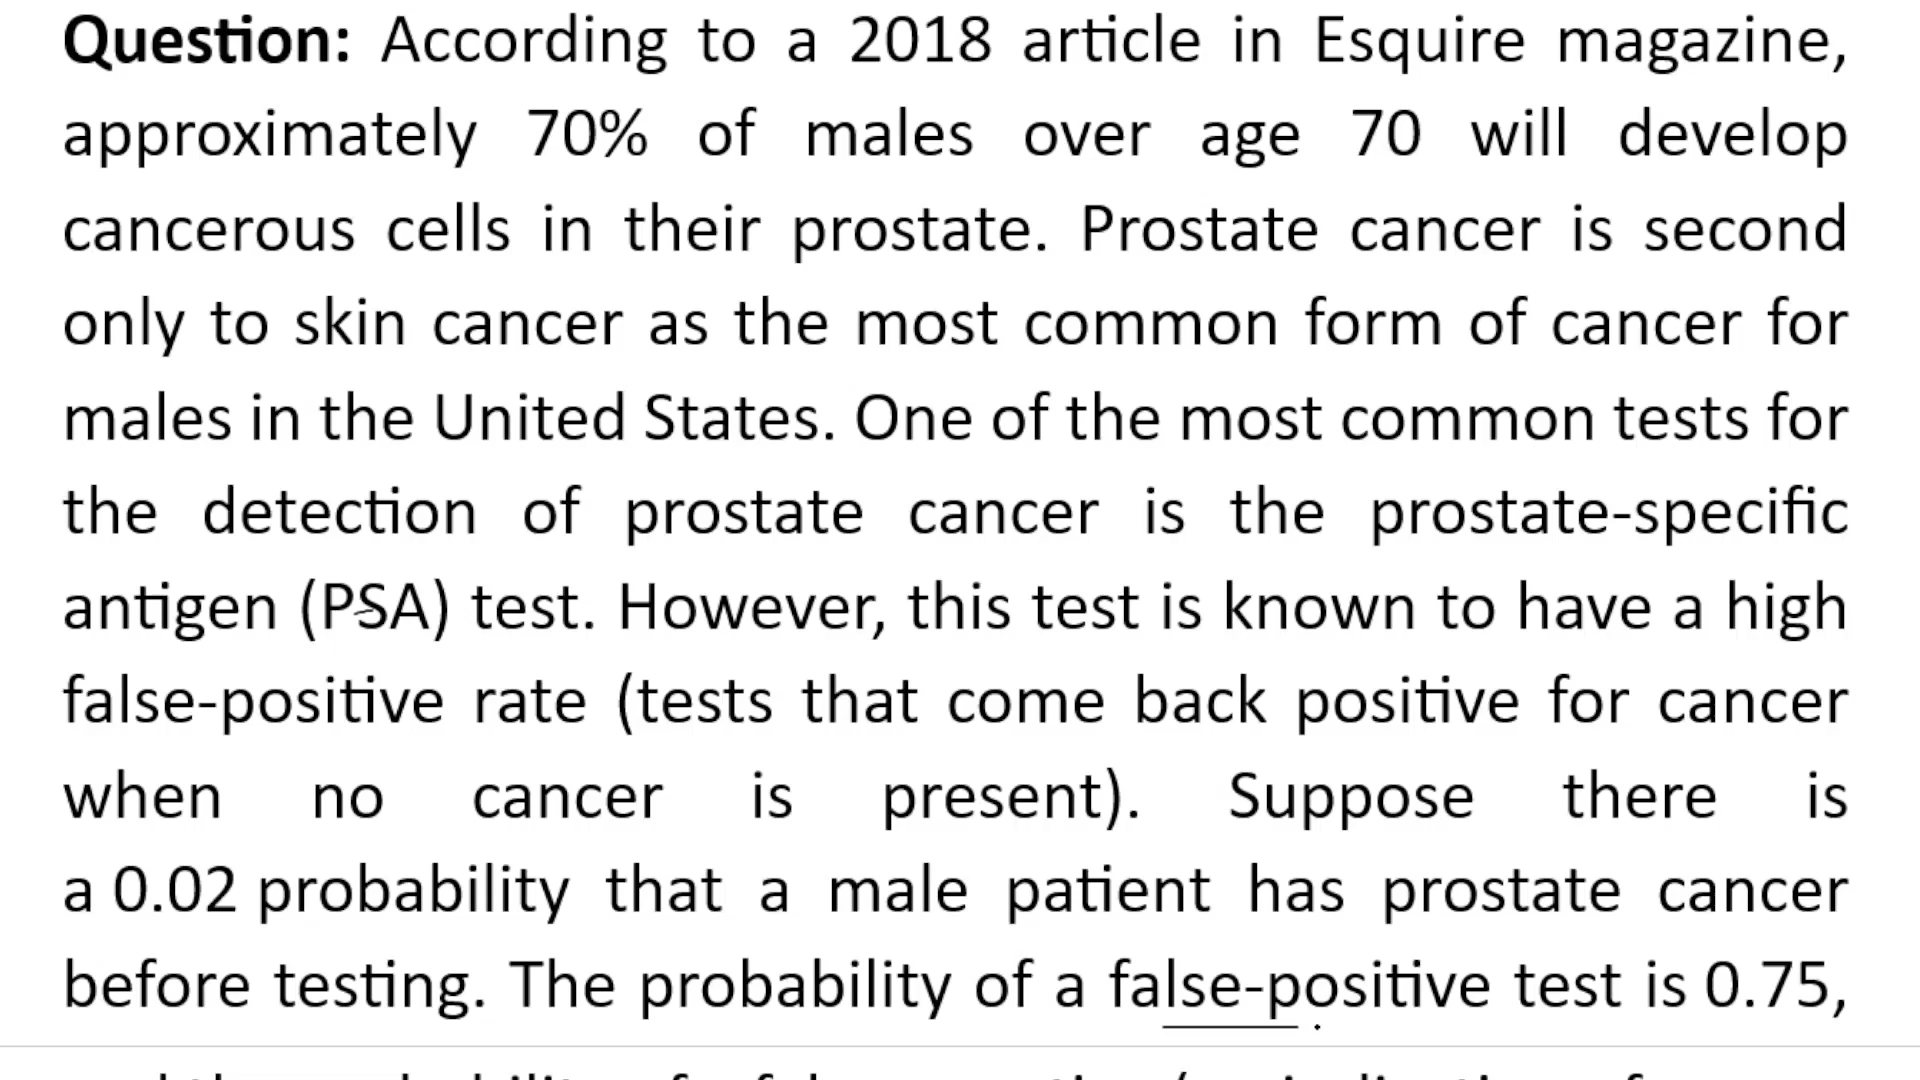 Question: According to a 2018 article in Esquire magazine,
approximately 70% of males over age 70 will develop
cancerous cells in their prostate. Prostate cancer is second
only to skin cancer as the most common form of cancer for
males in the United States. One of the most common tests for
the detection of prostate cancer is the prostate-specific
antigen (PSA) test. However, this test is known to have a high
false-positive rate (tests that come back positive for cancer
when no cancer is present). Suppose there is
a 0.02 probability that a male patient has prostate cancer
before testing. The probability of a false-positive test is 0.75,